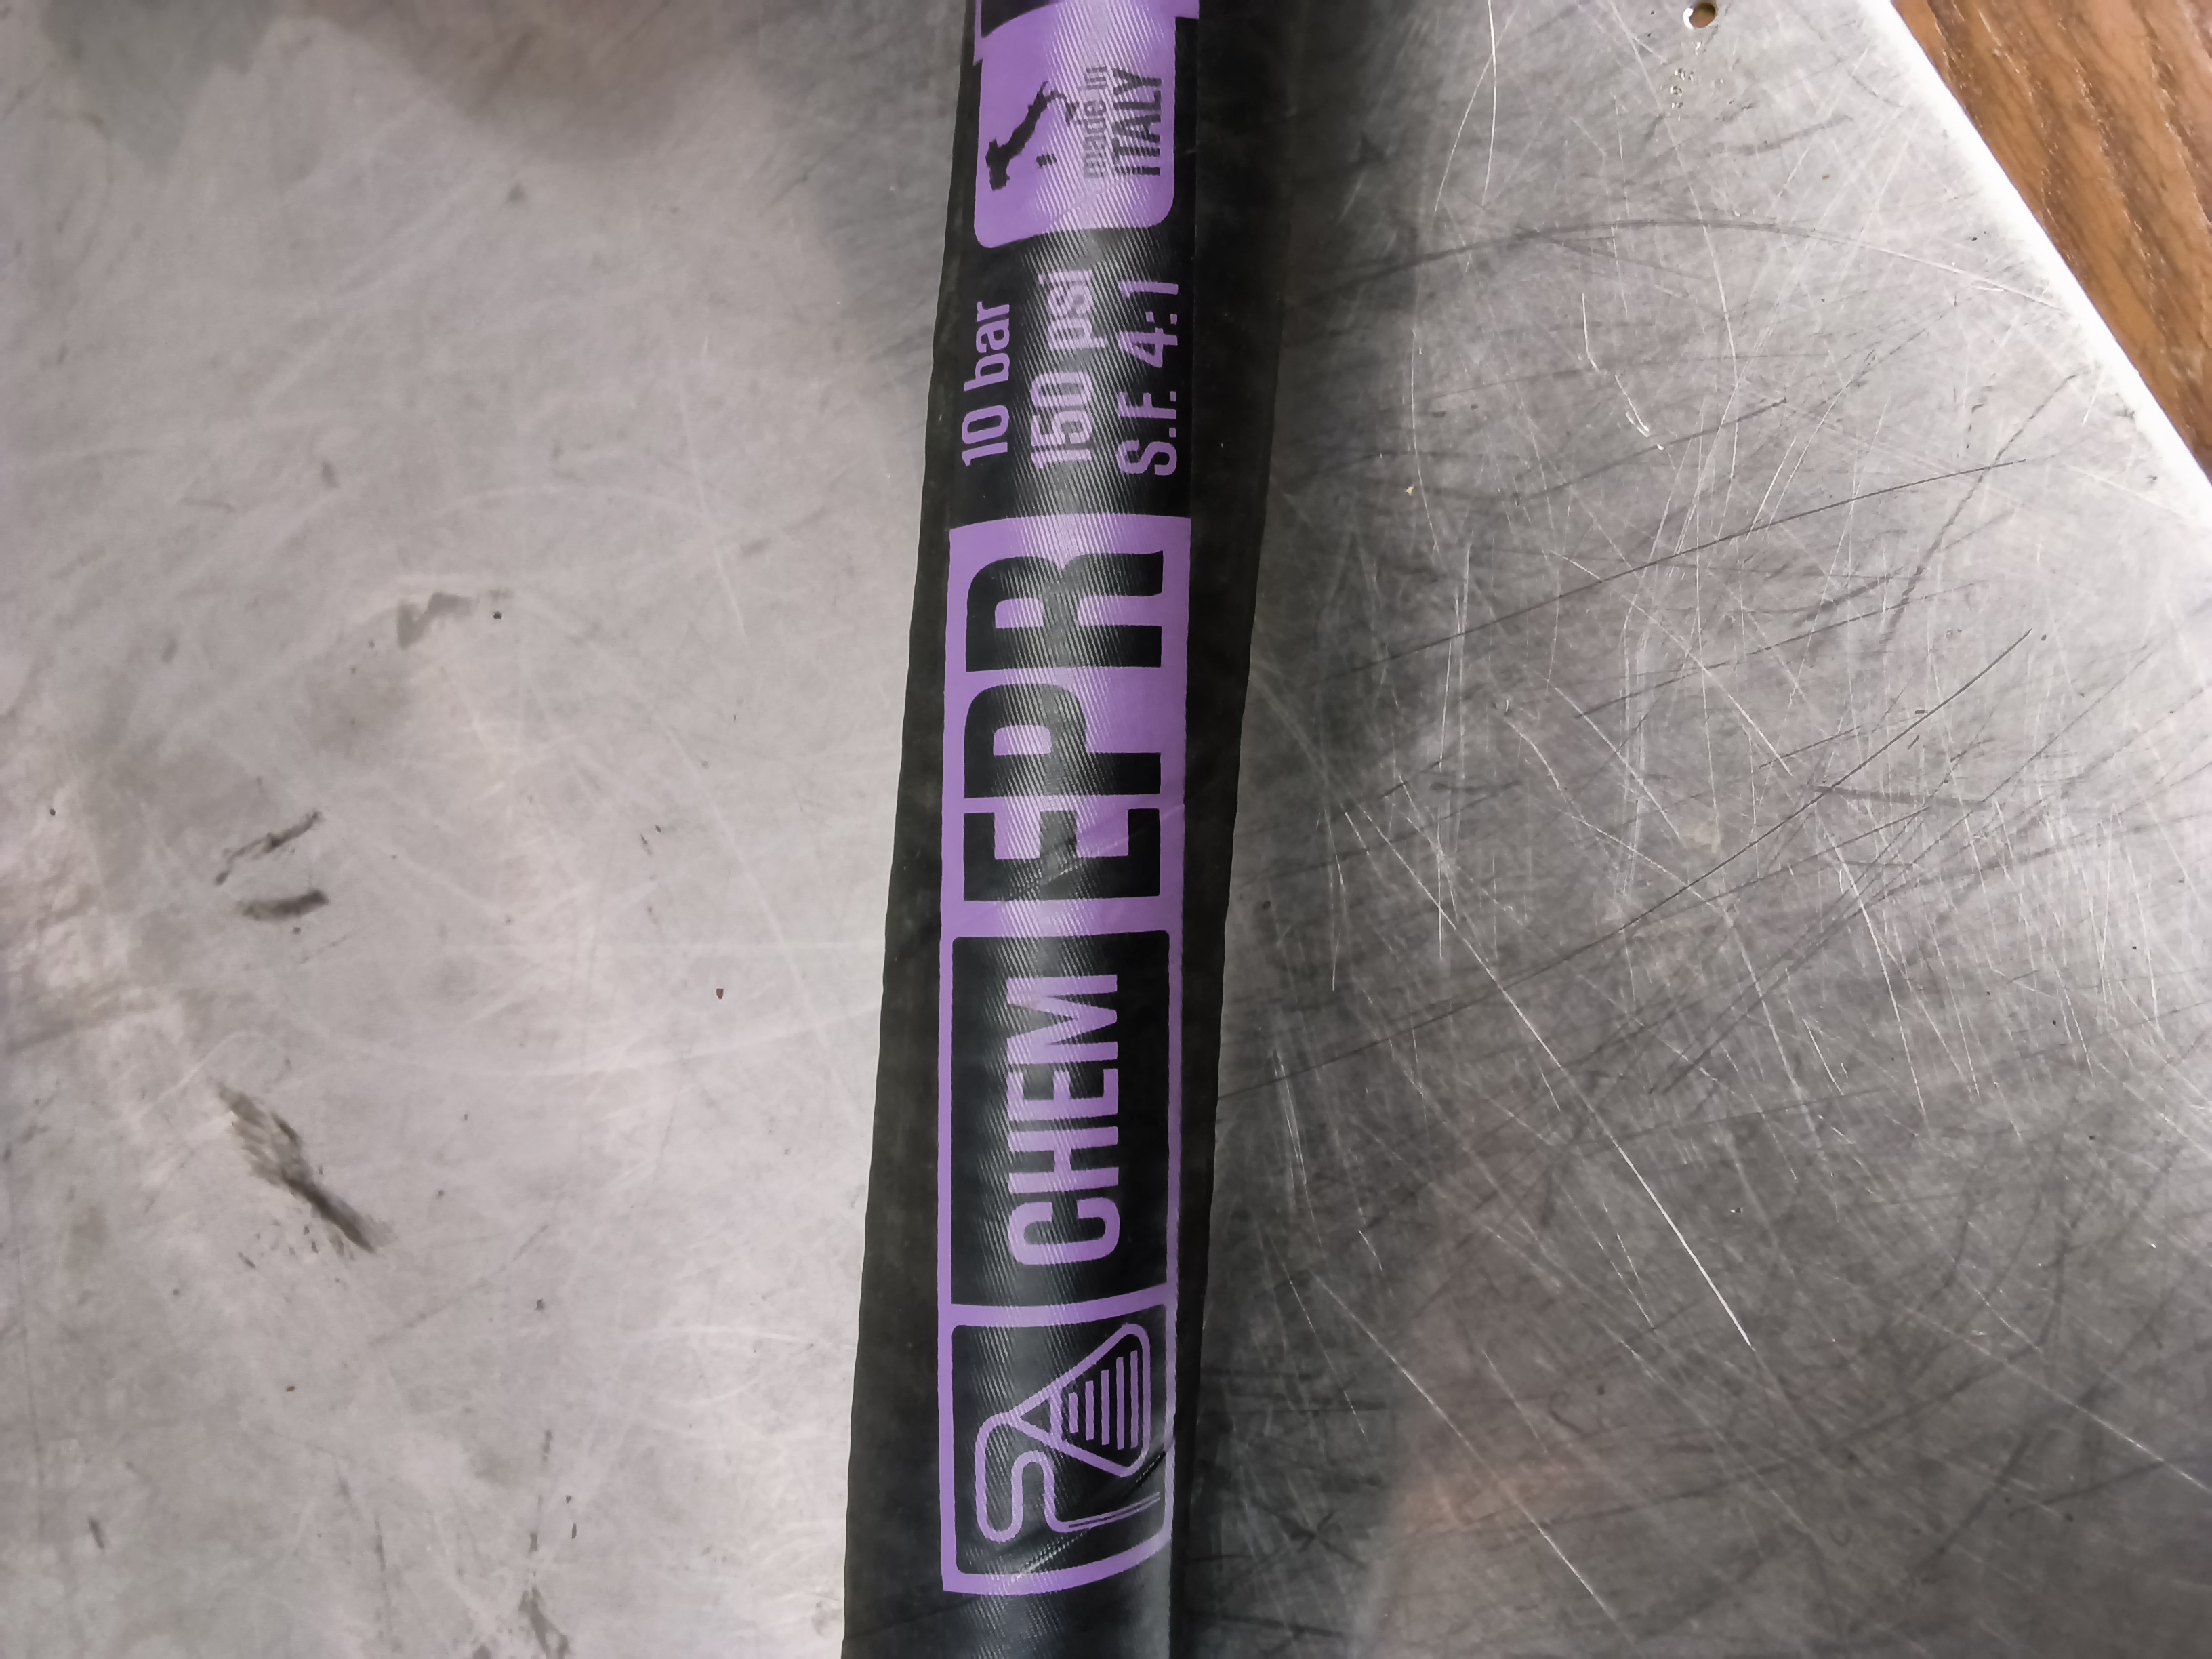 CHEM
EPR
10 bar
150 psi
S.F. 4:1
made in
ITALY